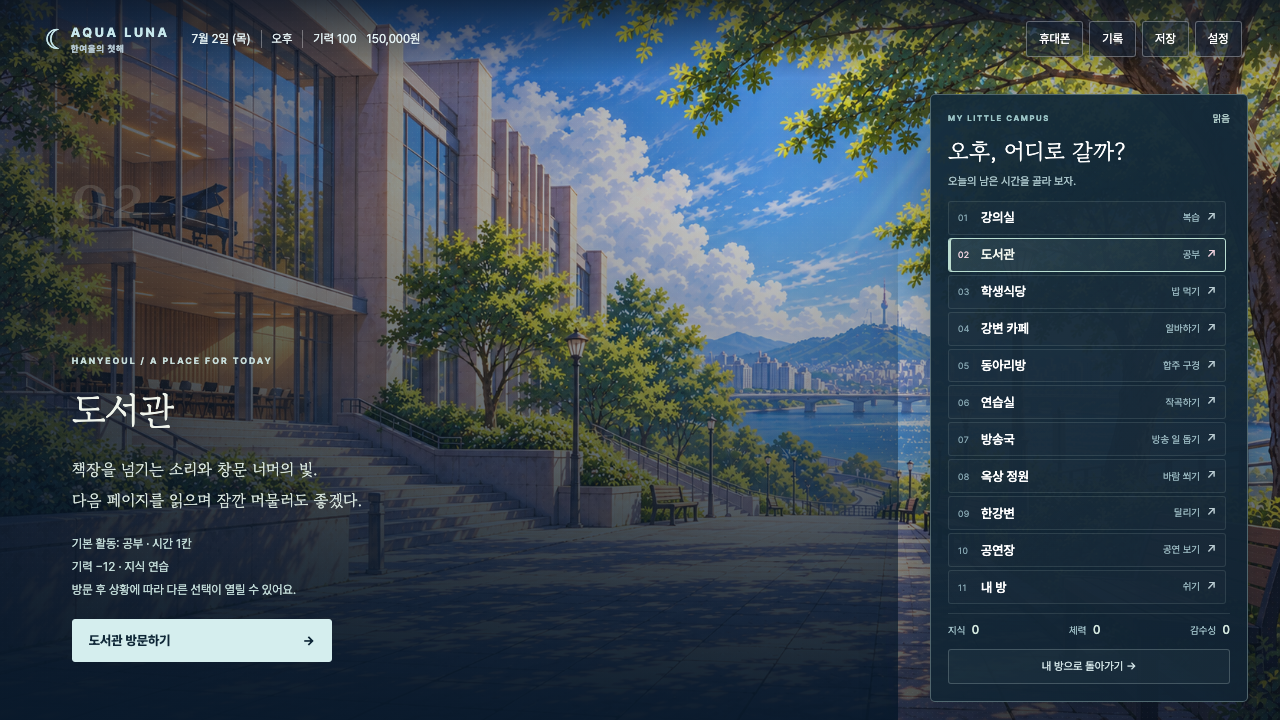 AQUA LUNA
한여울의 첫해
7월 2일 (목) 오후 기력 100 150,000원
휴대폰 기록 저장 설정
02
HANYEOUL / A PLACE FOR TODAY
도서관
책장을 넘기는 소리와 창문 너머의 빛.
다음 페이지를 읽으며 잠깐 머물러도 좋겠다.
기본 활동: 공부 · 시간 1칸
기력 −12 · 지식 연습
방문 후 상황에 따라 다른 선택이 열릴 수 있어요.
도서관 방문하기 →
MY LITTLE CAMPUS 맑음
오후, 어디로 갈까?
오늘의 남은 시간을 골라 보자.
01 강의실 복습 ↗
02 도서관 공부 ↗
03 학생식당 밥 먹기 ↗
04 강변 카페 알바하기 ↗
05 동아리방 합주 구경 ↗
06 연습실 작곡하기 ↗
07 방송국 방송 일 돕기 ↗
08 옥상 정원 바람 쐬기 ↗
09 한강변 달리기 ↗
10 공연장 공연 보기 ↗
11 내 방 쉬기 ↗
지식 0 체력 0 감수성 0
내 방으로 돌아가기 →